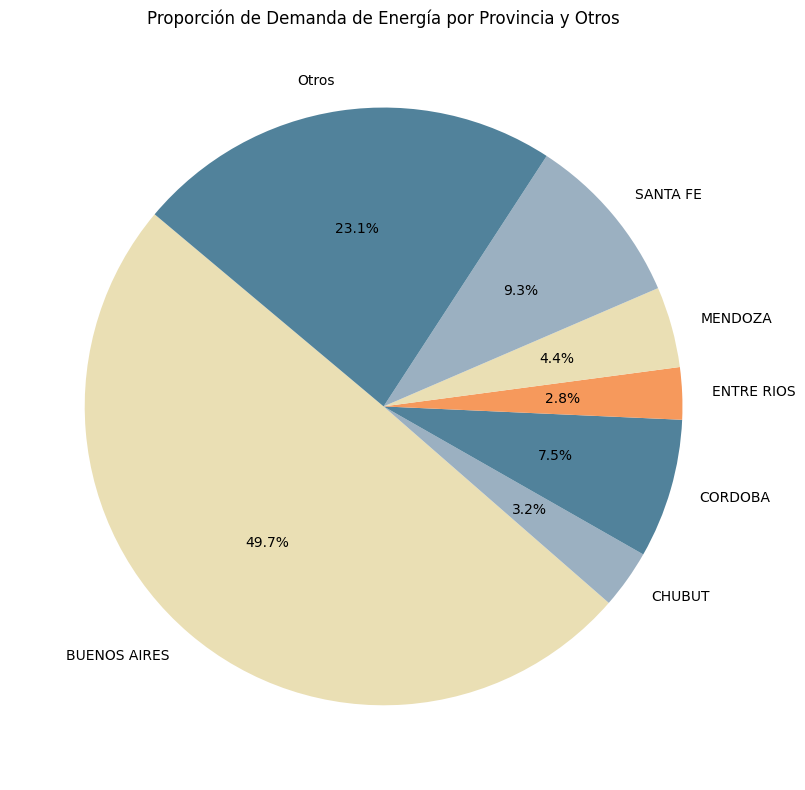 Proporción de Demanda de Energía por Provincia y Otros
Otros
SANTA FE
23.1%
9.3%
MENDOZA
4.4%
ENTRE RIOS
2.8%
7.5%
CORDOBA
3.2%
49.7%
CHUBUT
BUENOS AIRES